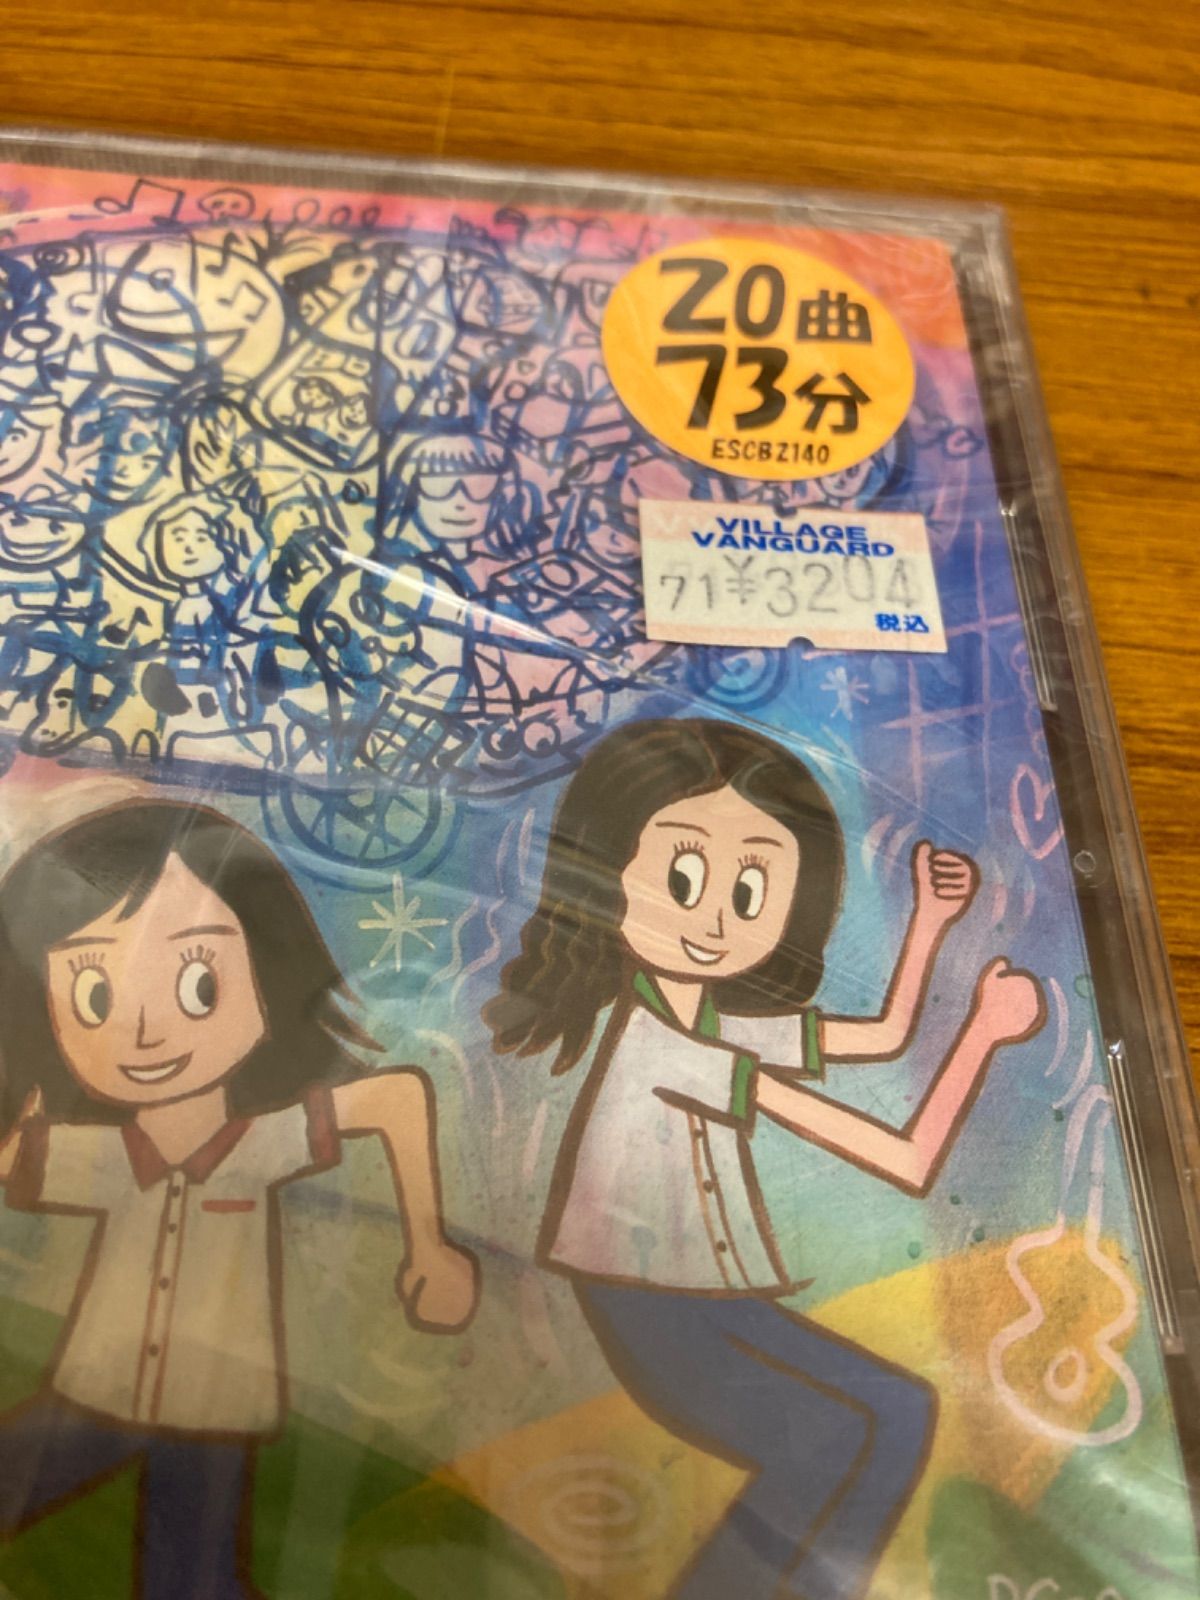 20曲
73分
ESCB2140
VILLAGE
VANGUARD
71¥3204
税込